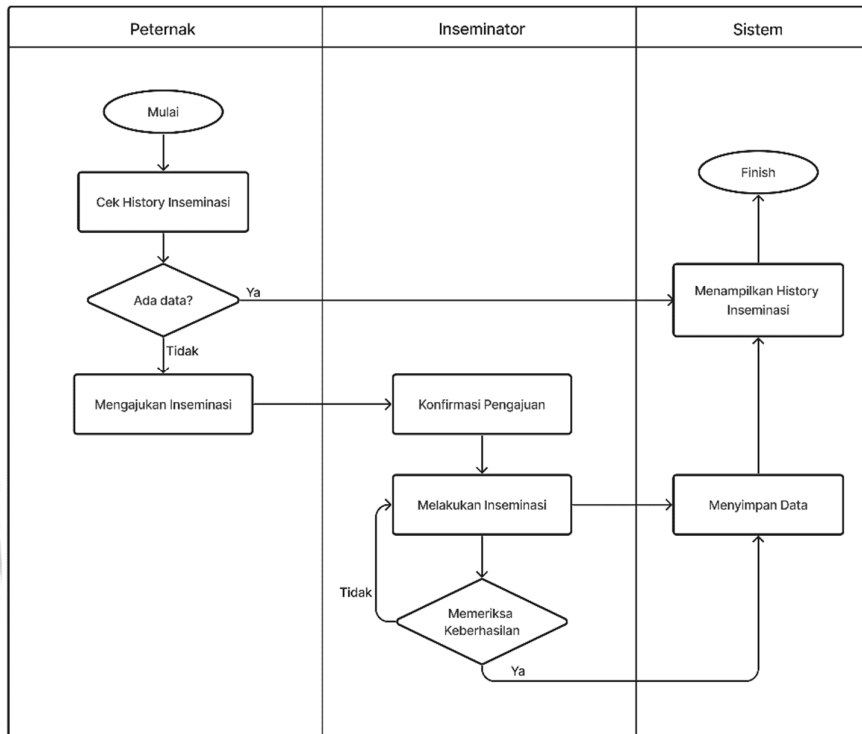 Peternak
Inseminator
Sistem
Mulai
Finish
Cek History Inseminasi
Ada data?
Ya
Menampilkan History
Inseminasi
Tidak
Mengajukan Inseminasi
Konfirmasi Pengajuan
Melakukan Inseminasi
Menyimpan Data
Tidak
Memeriksa
Keberhasilan
Ya